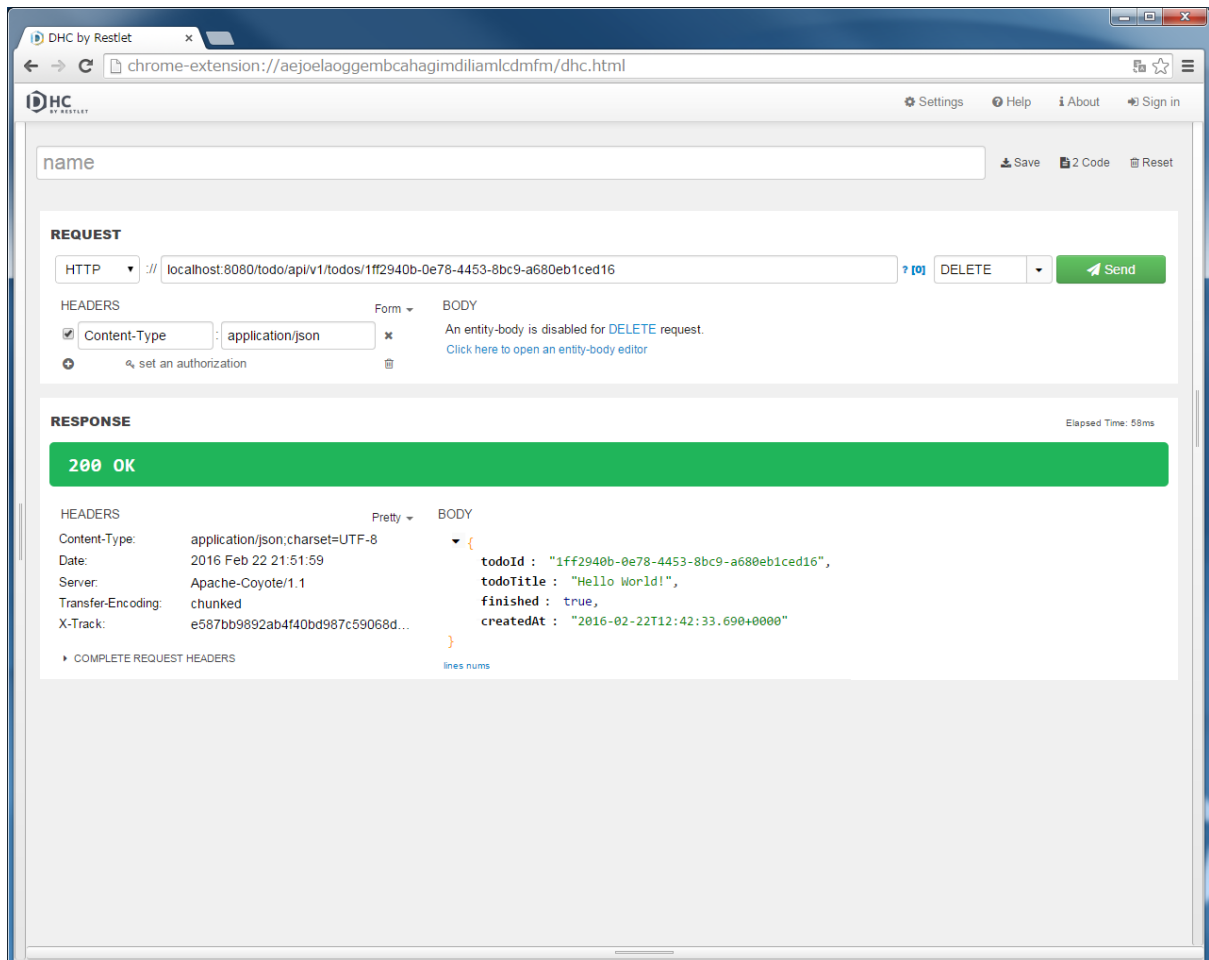 DHC by Restlet
chrome-extension://aejoelaoggembcahagimdiliamlcdmfm/dhc.html
DHC
BY RESTLET
Settings Help About Sign in
name
Save 2 Code Reset
REQUEST
HTTP :// localhost:8080/todo/api/v1/todos/1ff2940b-0e78-4453-8bc9-a680eb1ced16 ? [0] DELETE Send
HEADERS Form BODY
Content-Type : application/json
An entity-body is disabled for DELETE request.
Click here to open an entity-body editor
set an authorization
RESPONSE
Elapsed Time: 58ms
200 OK
HEADERS Pretty BODY
Content-Type: application/json;charset=UTF-8
Date: 2016 Feb 22 21:51:59
Server: Apache-Coyote/1.1
Transfer-Encoding: chunked
X-Track: e587bb9892ab4f40bd987c59068d...
COMPLETE REQUEST HEADERS
{
todoId : "1ff2940b-0e78-4453-8bc9-a680eb1ced16",
todoTitle : "Hello World!",
finished : true,
createdAt : "2016-02-22T12:42:33.690+0000"
}
lines nums